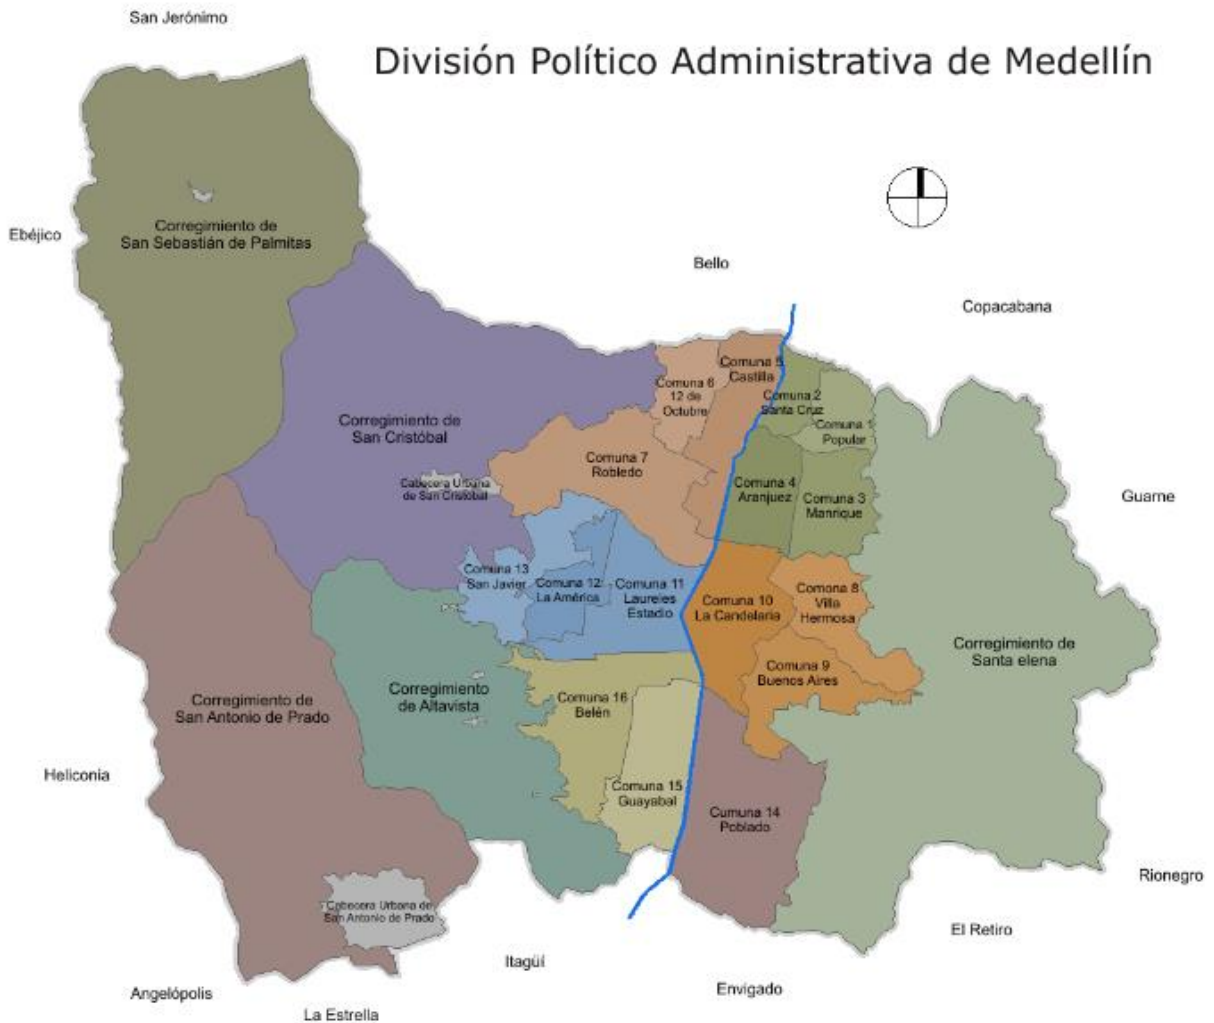 San Jerónimo
División Político Administrativa de Medellín
Corregimiento de
San Sebastián de Palmitas
Ebéjico
Bello
Copacabana
Comuna 5
Castilla
Comuna 6
12 de
Octubre
Comuna 2
Santa Cruz
Comuna 1
Popular
Corregimiento de
San Cristóbal
Comuna 7
Robledo
Cabecera Urbana
de San Cristóbal
Comuna 4
Aranjuez
Comuna 3
Manrique
Guarne
Comuna 13
San Javier
Comuna 12
La América
Comuna 11
Laureles
Estadio
Comuna 10
La Candelaria
Comona 8
Villa
Hermosa
Corregimiento de
Santa elena
Comuna 9
Buenos Aires
Corregimiento de
San Antonio de Prado
Corregimiento
de Altavista
Comuna 16
Belén
Heliconia
Comuna 15
Guayabal
Cumuna 14
Poblado
Rionegro
Cabecera Urbana de
San Antonio de Prado
El Retiro
Itagüí
Envigado
Angelópolis
La Estrella